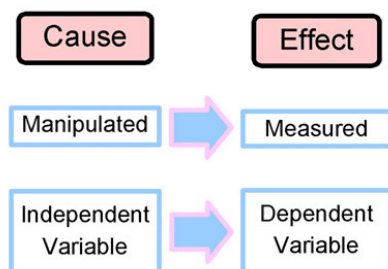 Cause
Effect
Manipulated
Measured
Independent
Variable
Dependent
Variable